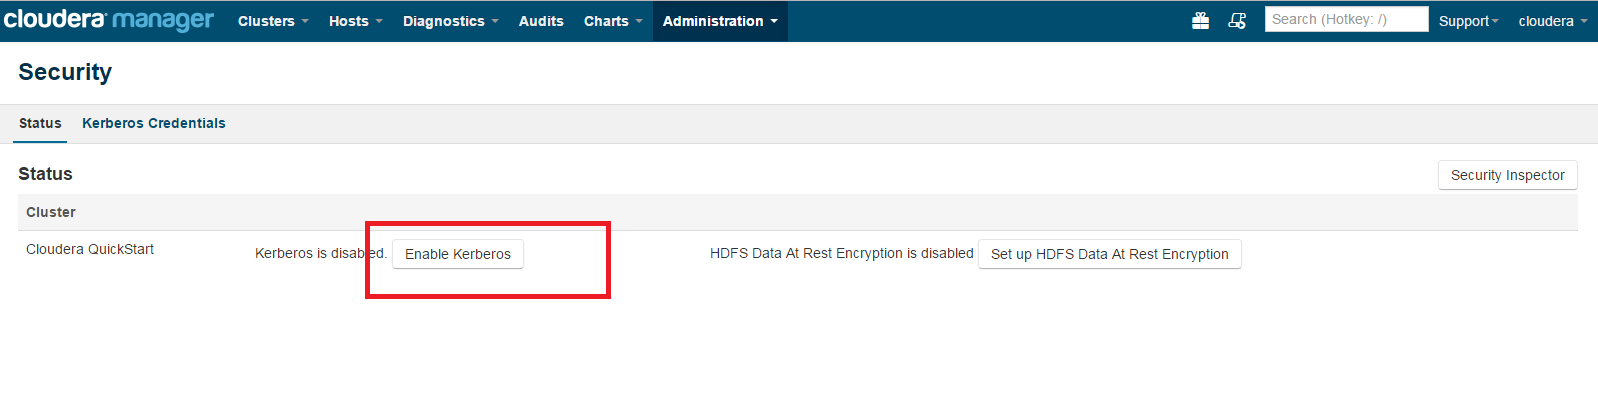 cloudera manager Clusters Hosts Diagnostics Audits Charts Administration Search (Hotkey: /) Support cloudera
Security
Status Kerberos Credentials
Status Security Inspector
Cluster
Cloudera QuickStart Kerberos is disabled. Enable Kerberos HDFS Data At Rest Encryption is disabled Set up HDFS Data At Rest Encryption